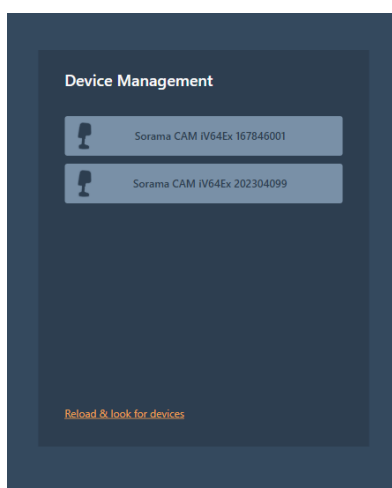 Device Management
Sorama CAM iV64Ex 167846001
Sorama CAM iV64Ex 202304099
Reload & look for devices